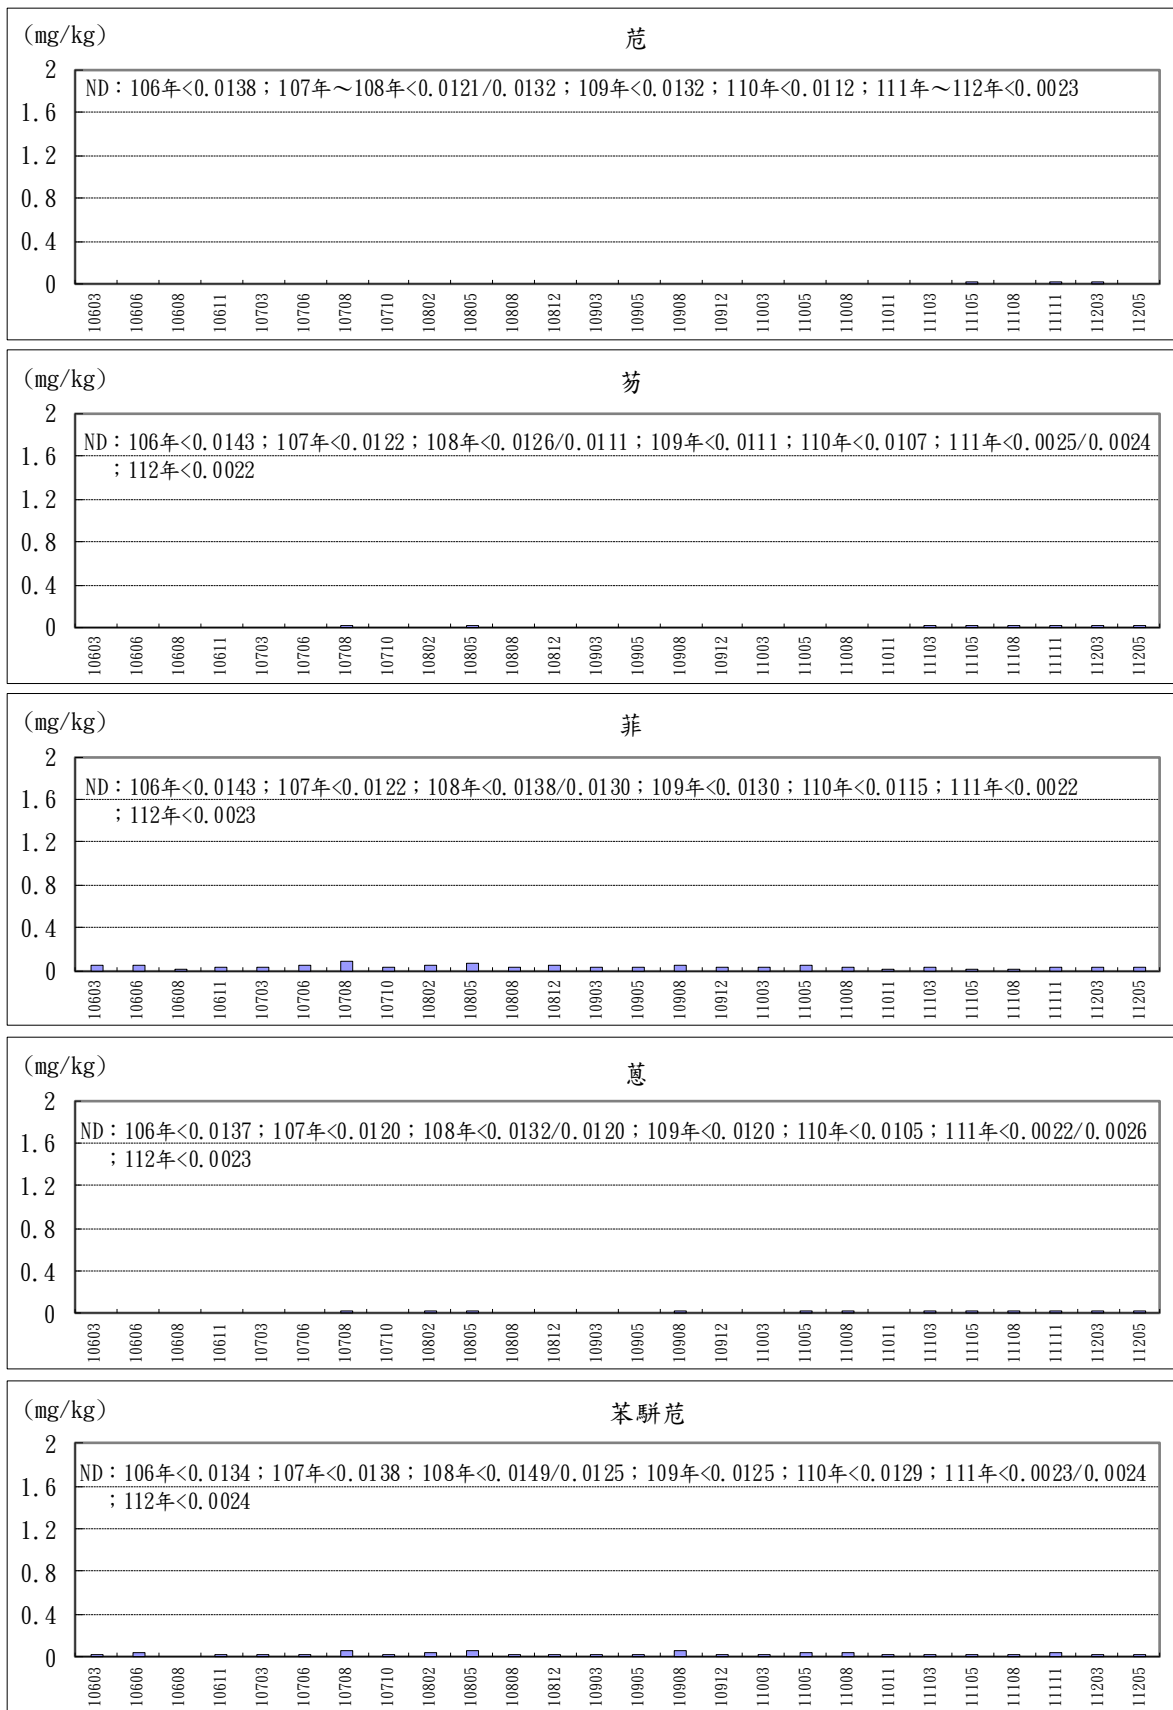 (mg/kg)
苊
2
ND：106年<0.0138；107年～108年<0.0121/0.0132；109年<0.0132；110年<0.0112；111年～112年<0.0023
1.6
1.2
0.8
0.4
0
10603 10606 10608 10611 10703 10706 10708 10710 10802 10805 10808 10812 10903 10905 10908 10912 11003 11005 11008 11011 11103 11105 11108 11111 11203 11205
(mg/kg)
芴
2
ND：106年<0.0143；107年<0.0122；108年<0.0126/0.0111；109年<0.0111；110年<0.0107；111年<0.0025/0.0024
1.6
；112年<0.0022
1.2
0.8
0.4
0
10603 10606 10608 10611 10703 10706 10708 10710 10802 10805 10808 10812 10903 10905 10908 10912 11003 11005 11008 11011 11103 11105 11108 11111 11203 11205
(mg/kg)
菲
2
ND：106年<0.0143；107年<0.0122；108年<0.0138/0.0130；109年<0.0130；110年<0.0115；111年<0.0022
1.6
；112年<0.0023
1.2
0.8
0.4
0
10603 10606 10608 10611 10703 10706 10708 10710 10802 10805 10808 10812 10903 10905 10908 10912 11003 11005 11008 11011 11103 11105 11108 11111 11203 11205
(mg/kg)
蒽
2
ND：106年<0.0137；107年<0.0120；108年<0.0132/0.0120；109年<0.0120；110年<0.0105；111年<0.0022/0.0026
1.6
；112年<0.0023
1.2
0.8
0.4
0
10603 10606 10608 10611 10703 10706 10708 10710 10802 10805 10808 10812 10903 10905 10908 10912 11003 11005 11008 11011 11103 11105 11108 11111 11203 11205
(mg/kg)
苯駢苊
2
ND：106年<0.0134；107年<0.0138；108年<0.0149/0.0125；109年<0.0125；110年<0.0129；111年<0.0023/0.0024
1.6
；112年<0.0024
1.2
0.8
0.4
0
10603 10606 10608 10611 10703 10706 10708 10710 10802 10805 10808 10812 10903 10905 10908 10912 11003 11005 11008 11011 11103 11105 11108 11111 11203 11205